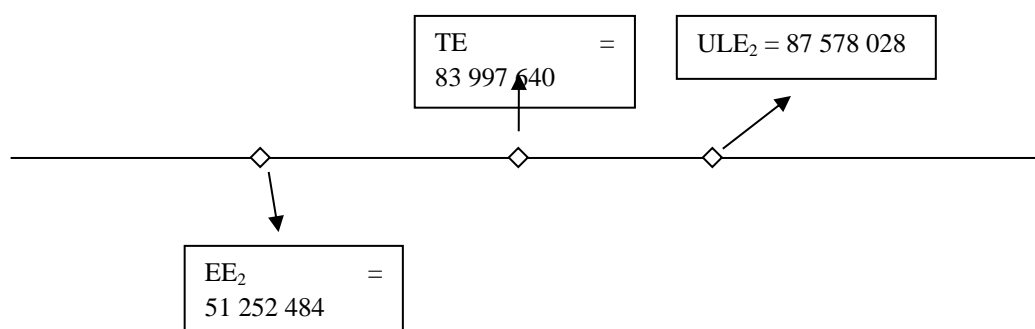 TE =
83 997 640
ULE₂ = 87 578 028
EE₂ =
51 252 484